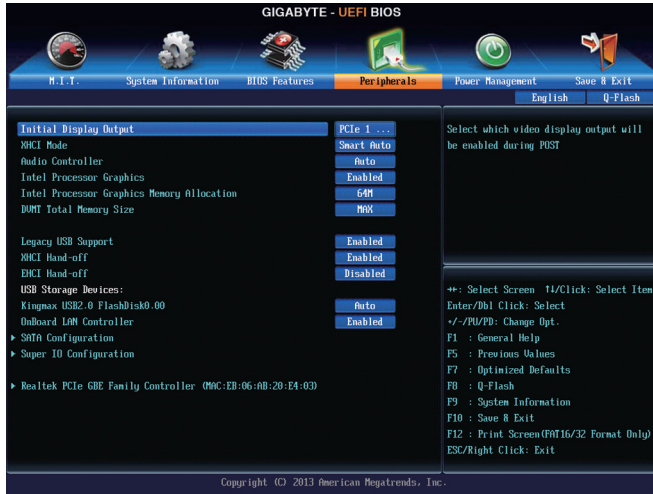 GIGABYTE - UEFI BIOS
M.I.T. System Information BIOS Features Peripherals Power Management Save & Exit
English Q-Flash
Initial Display Output PCIe 1 ...
XHCI Mode Smart Auto
Audio Controller Auto
Intel Processor Graphics Enabled
Intel Processor Graphics Memory Allocation 64M
DVMT Total Memory Size MAX
Legacy USB Support Enabled
XHCI Hand-off Enabled
EHCI Hand-off Disabled
USB Storage Devices:
Kingmax USB2.0 FlashDisk0.00 Auto
OnBoard LAN Controller Enabled
SATA Configuration
Super IO Configuration
Realtek PCIe GBE Family Controller (MAC:EB:06:AB:20:E4:03)
Select which video display output will
be enabled during POST
↔: Select Screen ↑↓/Click: Select Item
Enter/Dbl Click: Select
+/-/PU/PD: Change Opt.
F1 : General Help
F5 : Previous Values
F7 : Optimized Defaults
F8 : Q-Flash
F9 : System Information
F10 : Save & Exit
F12 : Print Screen(FAT16/32 Format Only)
ESC/Right Click: Exit
Copyright (C) 2013 American Megatrends, Inc.